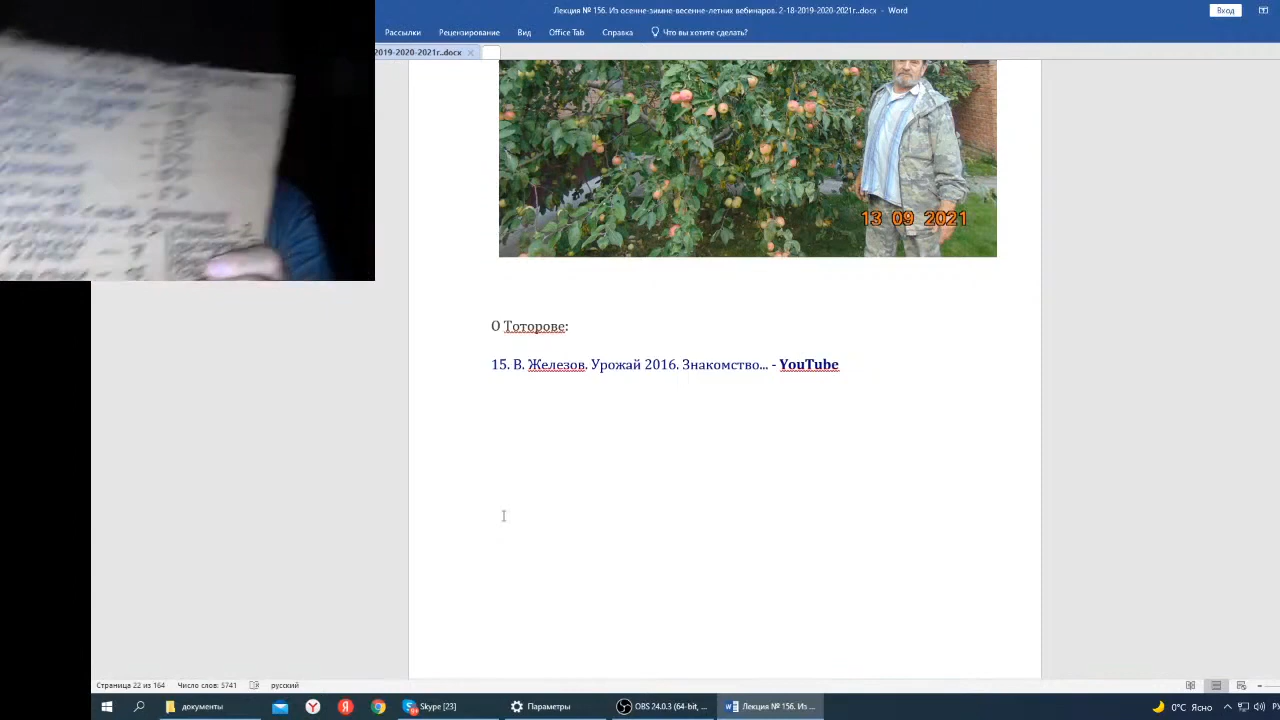 Лекция № 156. Из осенне-зимне-весенне-летних вебинаров. 2-18-2019-2020-2021г..docx - Word
Вход
Рассылки Рецензирование Вид Office Tab Справка Что вы хотите сделать?
2019-2020-2021г..docx
13 09 2021
О Тоторове:
15. В. Железов. Урожай 2016. Знакомство... - YouTube
Страница 22 из 164 Число слов: 5741 русский
документы Skype [23] Параметры OBS 24.0.3 (64-bit, ... Лекция № 156. Из ... 0°C Ясно